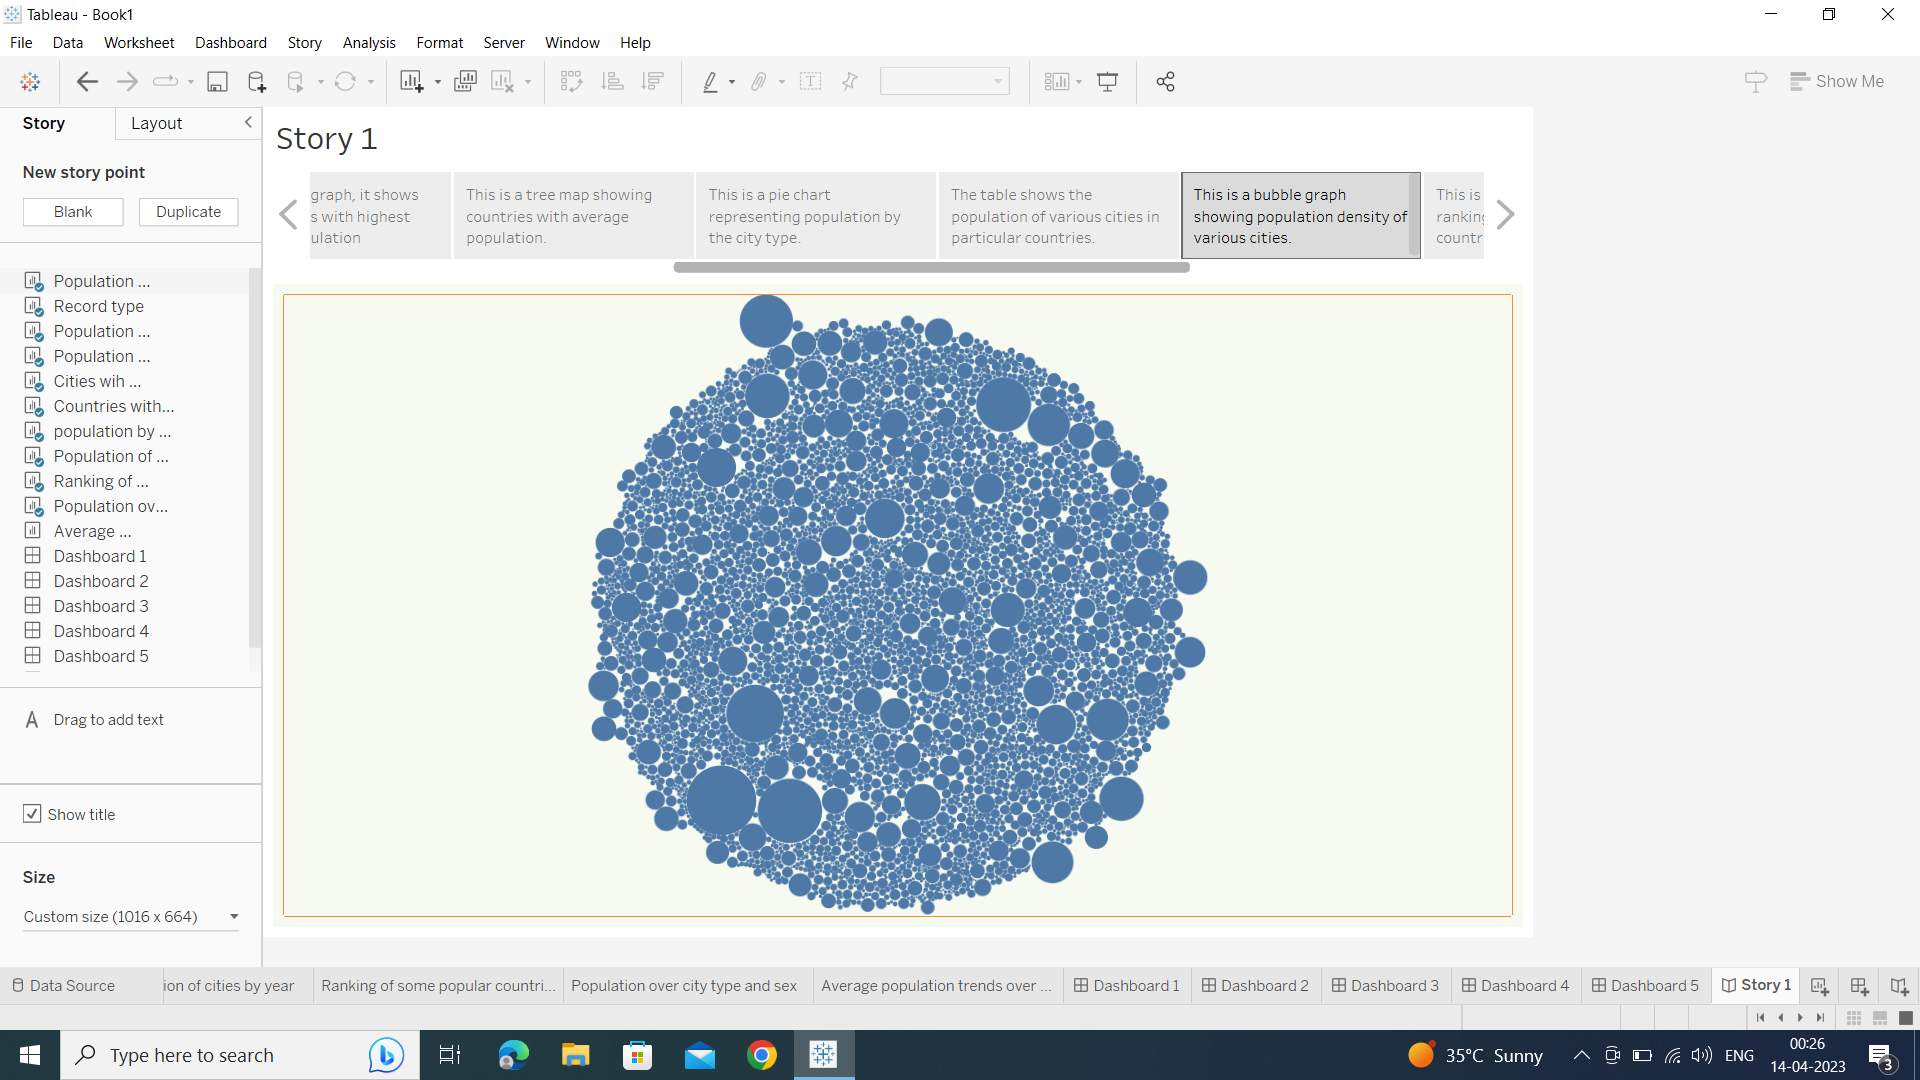 Tableau - Book1
File Data Worksheet Dashboard Story Analysis Format Server Window Help
Show Me
Story Layout
Story 1
New story point
Blank Duplicate
graph, it shows
s with highest
ulation
This is a tree map showing
countries with average
population.
This is a pie chart
representing population by
the city type.
The table shows the
population of various cities in
particular countries.
This is a bubble graph
showing population density of
various cities.
This is
ranking
countr
Population ...
Record type
Population ...
Population ...
Cities wih ...
Countries with...
population by ...
Population of ...
Ranking of ...
Population ov...
Average ...
Dashboard 1
Dashboard 2
Dashboard 3
Dashboard 4
Dashboard 5
A Drag to add text
Show title
Size
Custom size (1016 x 664)
Data Source ion of cities by year Ranking of some popular countri... Population over city type and sex Average population trends over ... Dashboard 1 Dashboard 2 Dashboard 3 Dashboard 4 Dashboard 5 Story 1
Type here to search
35°C Sunny
ENG
00:26
14-04-2023
3